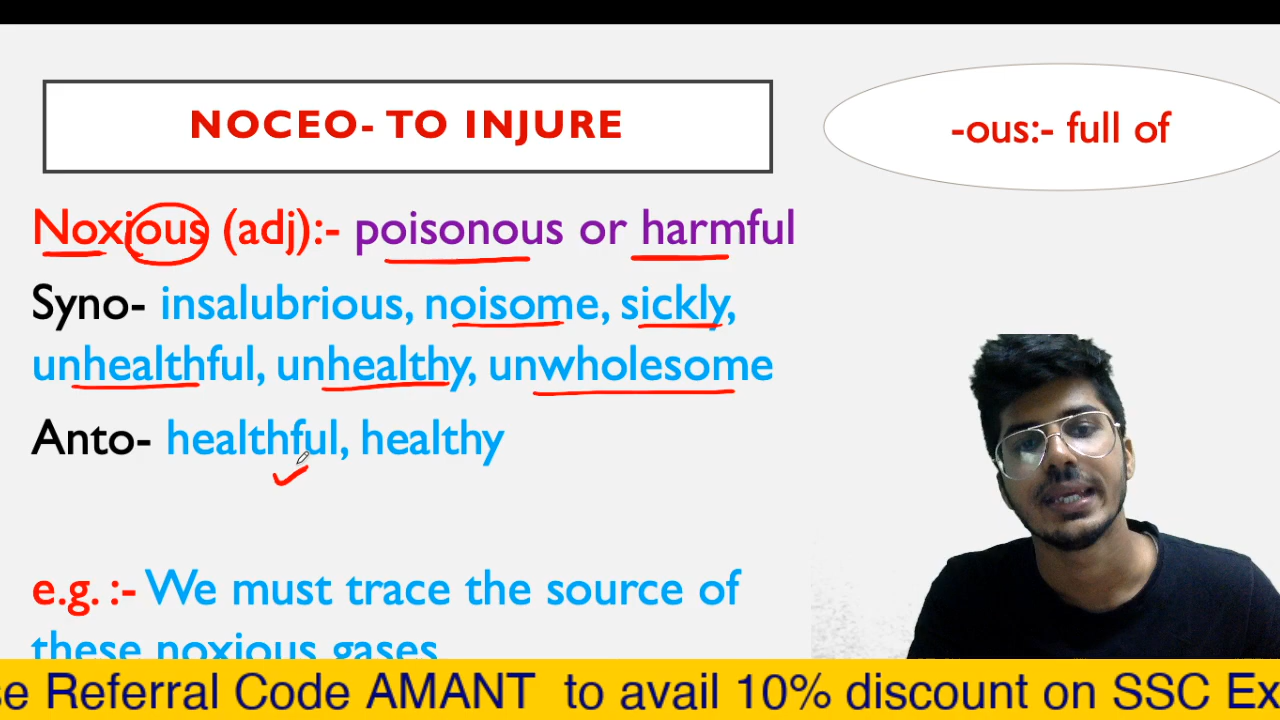 NOCEO- TO INJURE
-ous:- full of
Noxious (adj):- poisonous or harmful
Syno- insalubrious, noisome, sickly,
unhealthful, unhealthy, unwholesome
Anto- healthful, healthy
e.g. :- We must trace the source of
these noxious gases
se Referral Code AMANT to avail 10% discount on SSC Ex